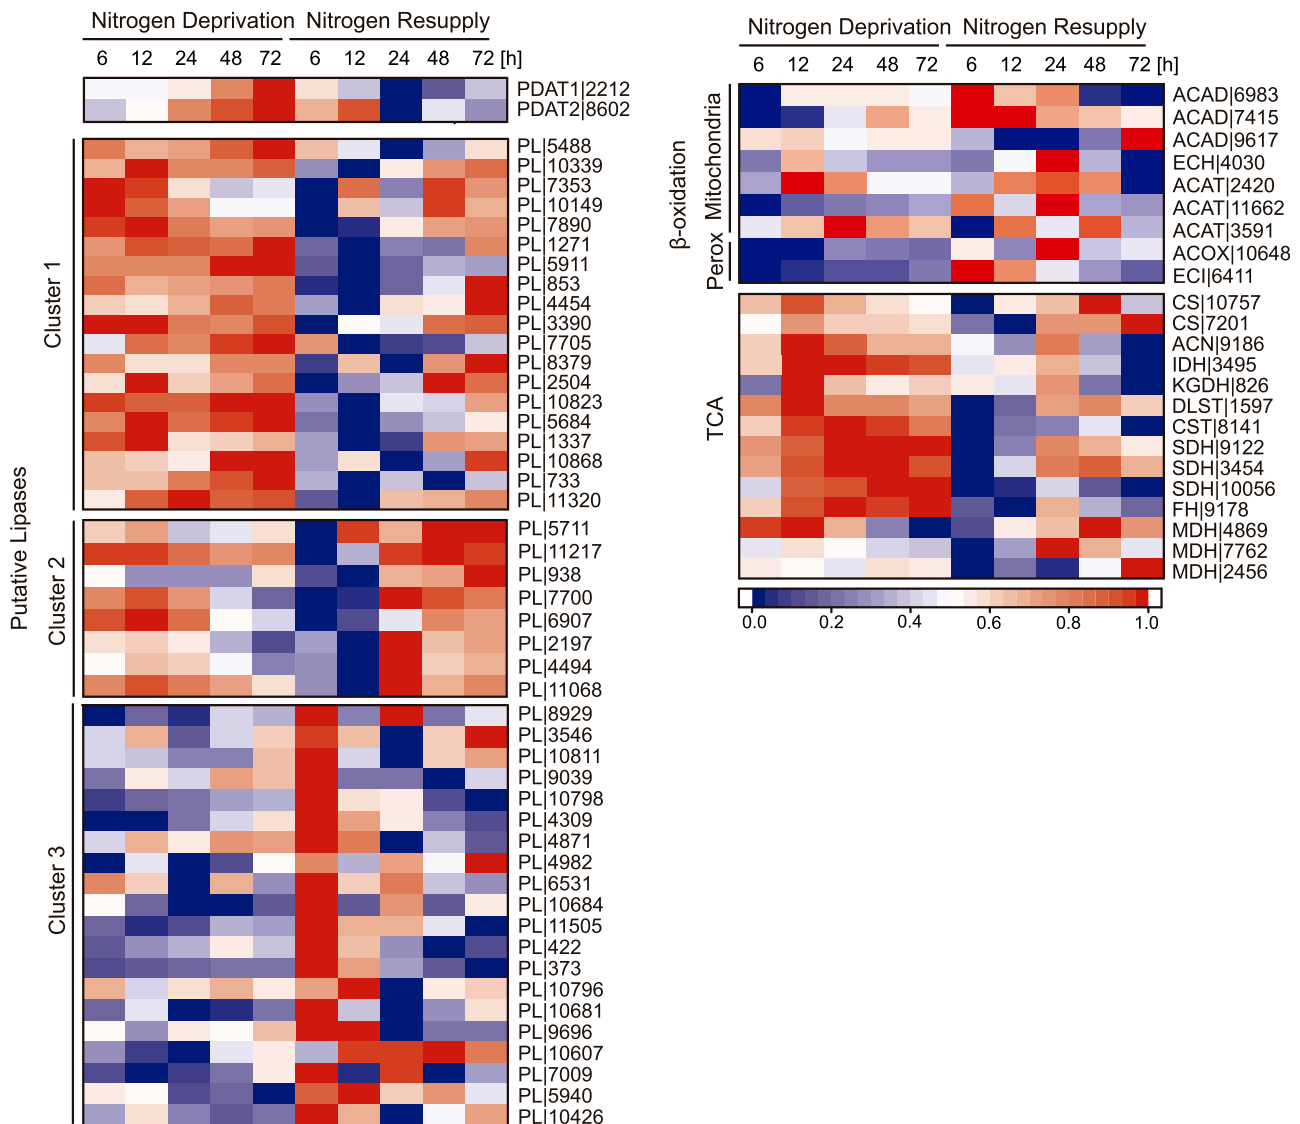 Nitrogen Deprivation Nitrogen Resupply
6 12 24 48 72 6 12 24 48 72 [h]
PDAT1|2212
PDAT2|8602
Putative Lipases
Cluster 1
PL|5488
PL|10339
PL|7353
PL|10149
PL|7890
PL|1271
PL|5911
PL|853
PL|4454
PL|3390
PL|7705
PL|8379
PL|2504
PL|10823
PL|5684
PL|1337
PL|10868
PL|733
PL|11320
Cluster 2
PL|5711
PL|11217
PL|938
PL|7700
PL|6907
PL|2197
PL|4494
PL|11068
Cluster 3
PL|8929
PL|3546
PL|10811
PL|9039
PL|10798
PL|4309
PL|4871
PL|4982
PL|6531
PL|10684
PL|11505
PL|422
PL|373
PL|10796
PL|10681
PL|9696
PL|10607
PL|7009
PL|5940
PL|10426
Nitrogen Deprivation Nitrogen Resupply
6 12 24 48 72 6 12 24 48 72 [h]
β-oxidation
Mitochondria
ACAD|6983
ACAD|7415
ACAD|9617
ECH|4030
ACAT|2420
ACAT|11662
ACAT|3591
Perox
ACOX|10648
ECI|6411
TCA
CS|10757
CS|7201
ACN|9186
IDH|3495
KGDH|826
DLST|1597
CST|8141
SDH|9122
SDH|3454
SDH|10056
FH|9178
MDH|4869
MDH|7762
MDH|2456
0.0 0.2 0.4 0.6 0.8 1.0